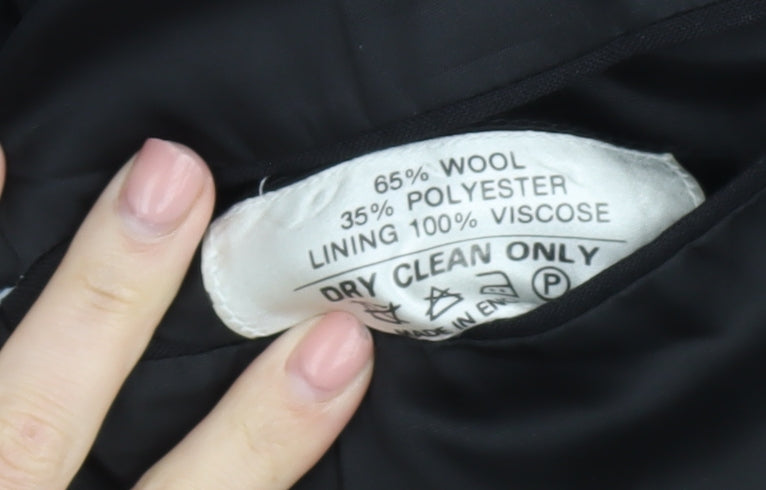 65% WOOL
35% POLYESTER
LINING 100% VISCOSE
DRY CLEAN ONLY
P
MADE IN